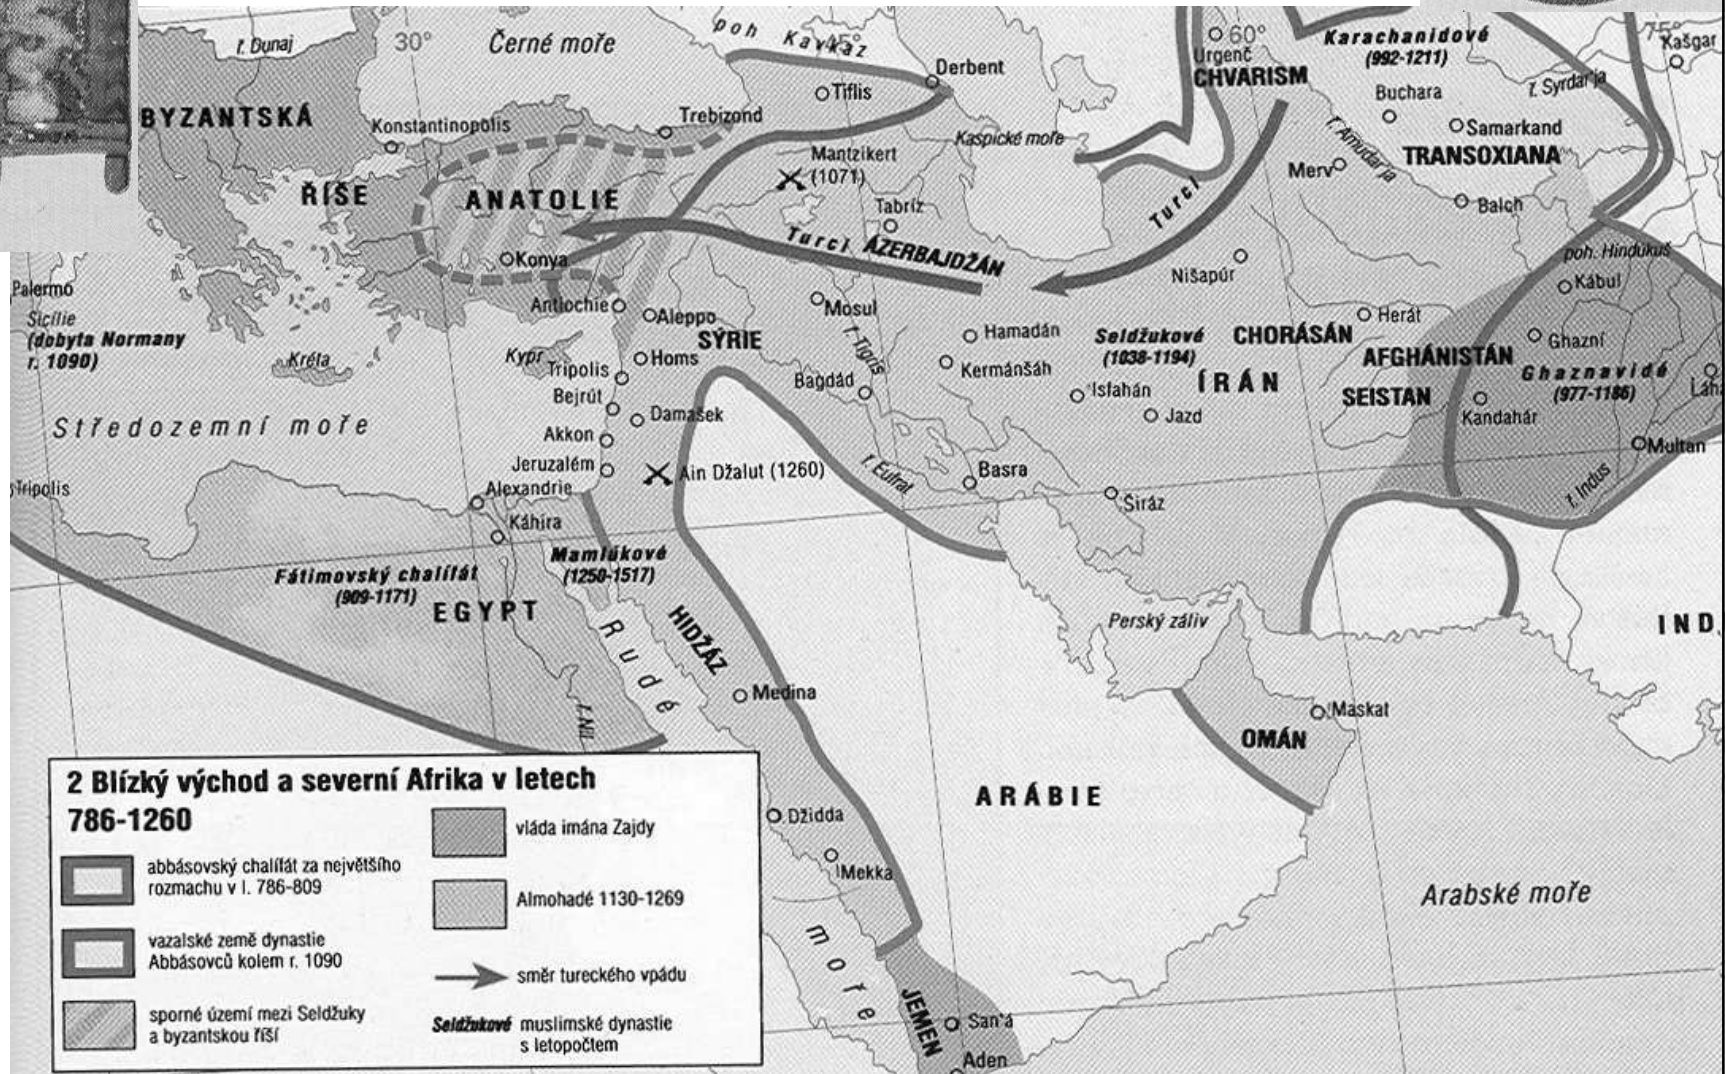 poh Kavkaz
45°
60°
75°
30°
ř. Dunaj
Černé moře
Urgenč
CHVARISM
Karachanidové
(992-1211)
Kašgar
Derbent
Tiflis
Buchara
ř. Syrdarja
BYZANTSKÁ
Konstantinopolis
Trebizond
Kaspické moře
Samarkand
ř. Amudarja
TRANSOXIANA
Mantzikert
(1071)
Merv
ŘÍŠE
ANATOLIE
Tabríz
Turci
Balch
Turci
ÁZERBAJDŽÁN
poh. Hindúkuš
Konya
Nišapúr
Kábul
Palermo
Sicílie
(dobyta Normany
r. 1090)
Antiochie
Aleppo
Mosul
Herát
SÝRIE
Hamadán
Seldžukové
(1038-1194)
CHORÁSÁN
Ghazní
AFGHÁNISTÁN
Kréta
Kypr
Homs
ř. Tigris
Kermánšáh
Ghaznavidé
(977-1186)
Tripolis
Bagdád
ÍRÁN
Láh
Bejrút
Isfahán
SEISTAN
Jazd
Kandahár
Damašek
Středozemní moře
Akkon
Multan
Jeruzalém
Ain Džalut (1260)
ř. Eufrat
Basra
ř. Indus
Tripolis
Alexandrie
Šíráz
Káhira
Mamlúkové
(1250-1517)
Fátimovský chalífát
(909-1171)
EGYPT
HIDŽÁZ
Perský záliv
IND
Rudé
Medina
ř. Nil
Maskat
OMÁN
2 Blízký východ a severní Afrika v letech
786-1260
abbásovský chalífát za největšího
rozmachu v l. 786-809
vazalské země dynastie
Abbásovců kolem r. 1090
sporné území mezi Seldžuky
a byzantskou říší
vláda imána Zajdy
Almohadé 1130-1269
směr tureckého vpádu
Seldžukové muslimské dynastie
s letopočtem
ARÁBIE
Džidda
Mekka
Arabské moře
moře
JEMEN
San'á
Aden